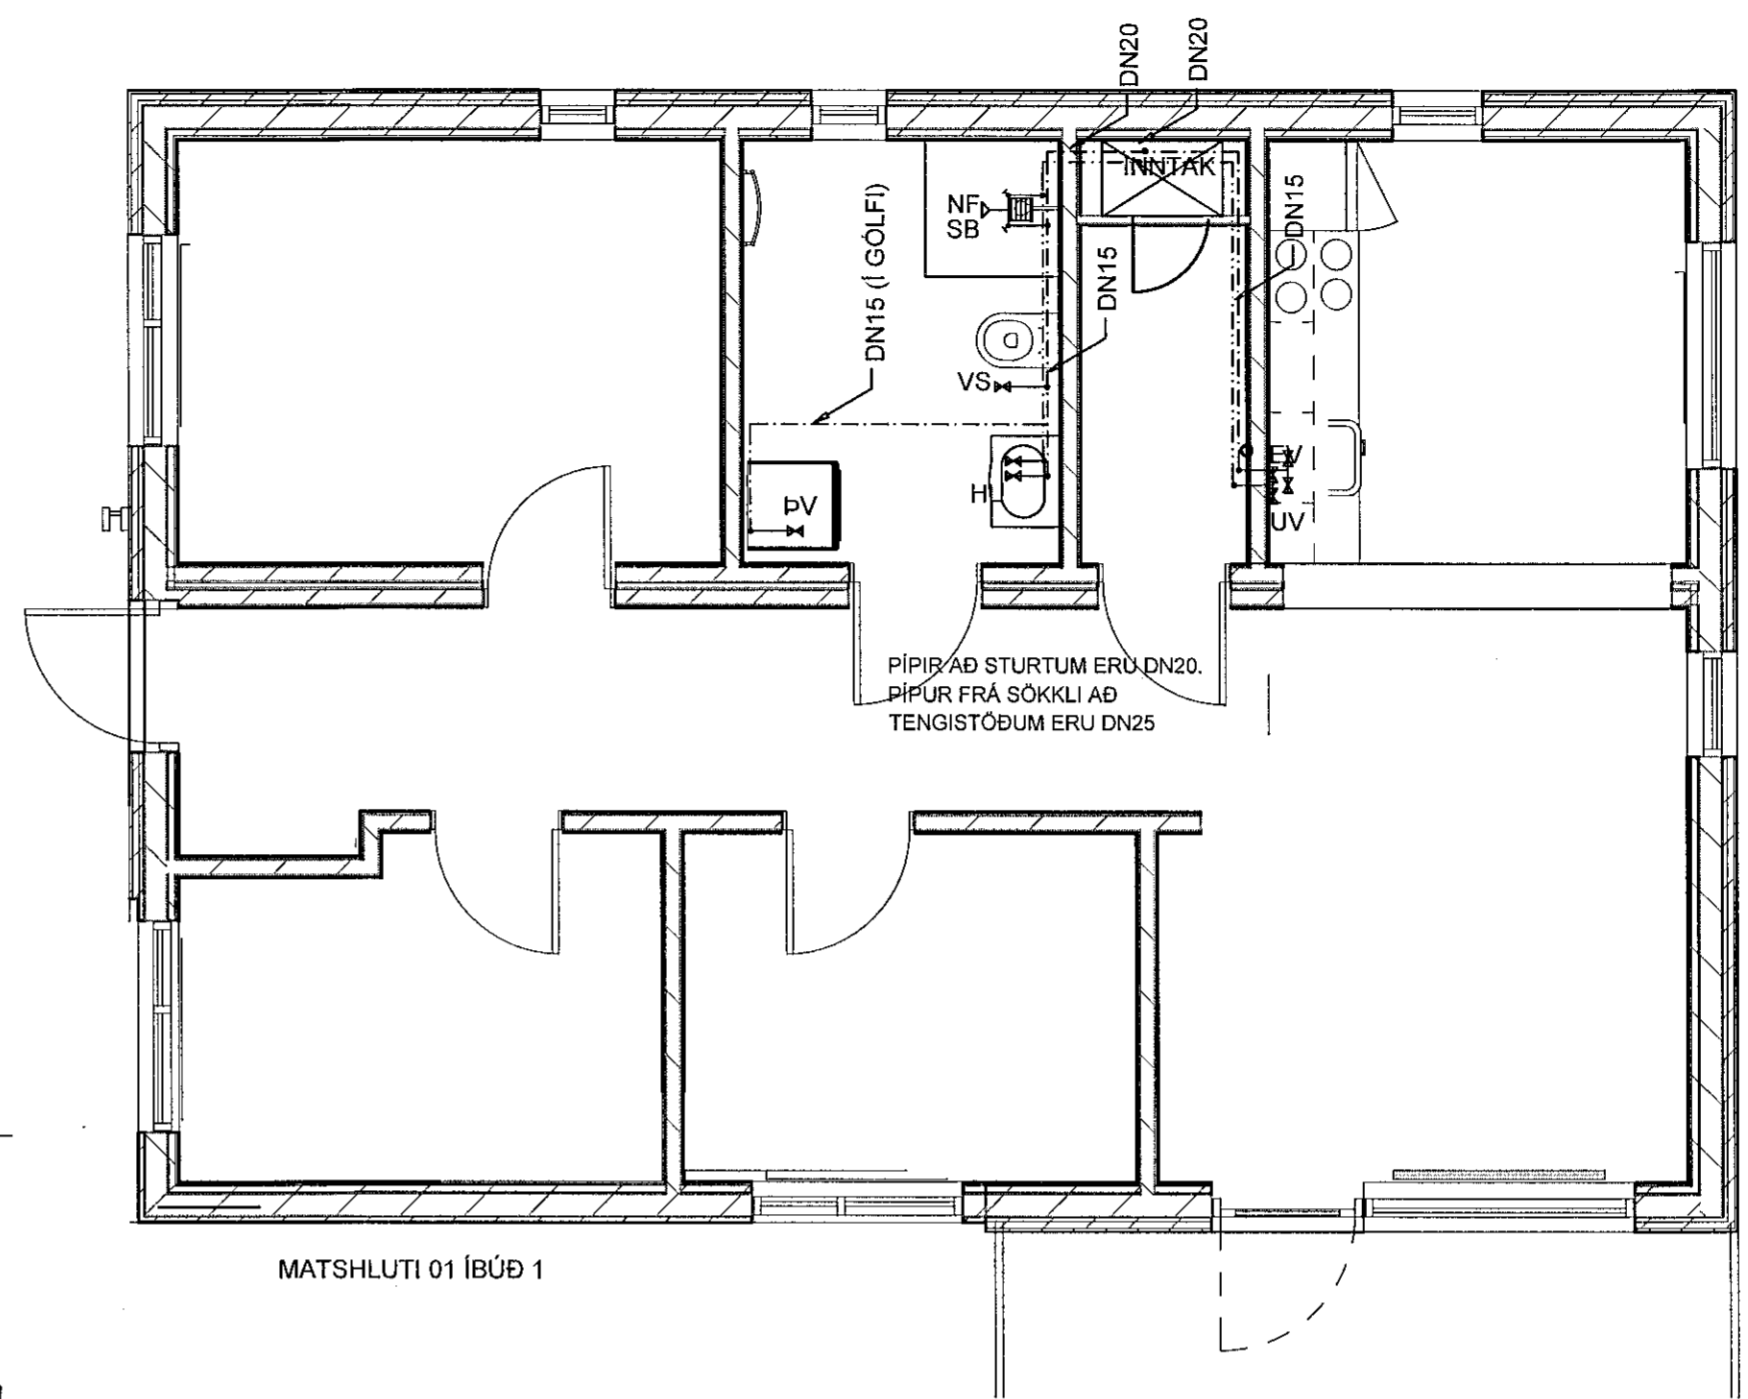 DN20
DN20
INNTAK
NF
SB
DN15 (Í GÓLFI)
DN15
DN15
VS
H
ÞV
EV
UV
PÍPIR AÐ STURTUM ERU DN20.
PÍPUR FRÁ SÖKKLI AÐ
TENGISTÖÐUM ERU DN25
MATSHLUTI 01 ÍBÚÐ 1